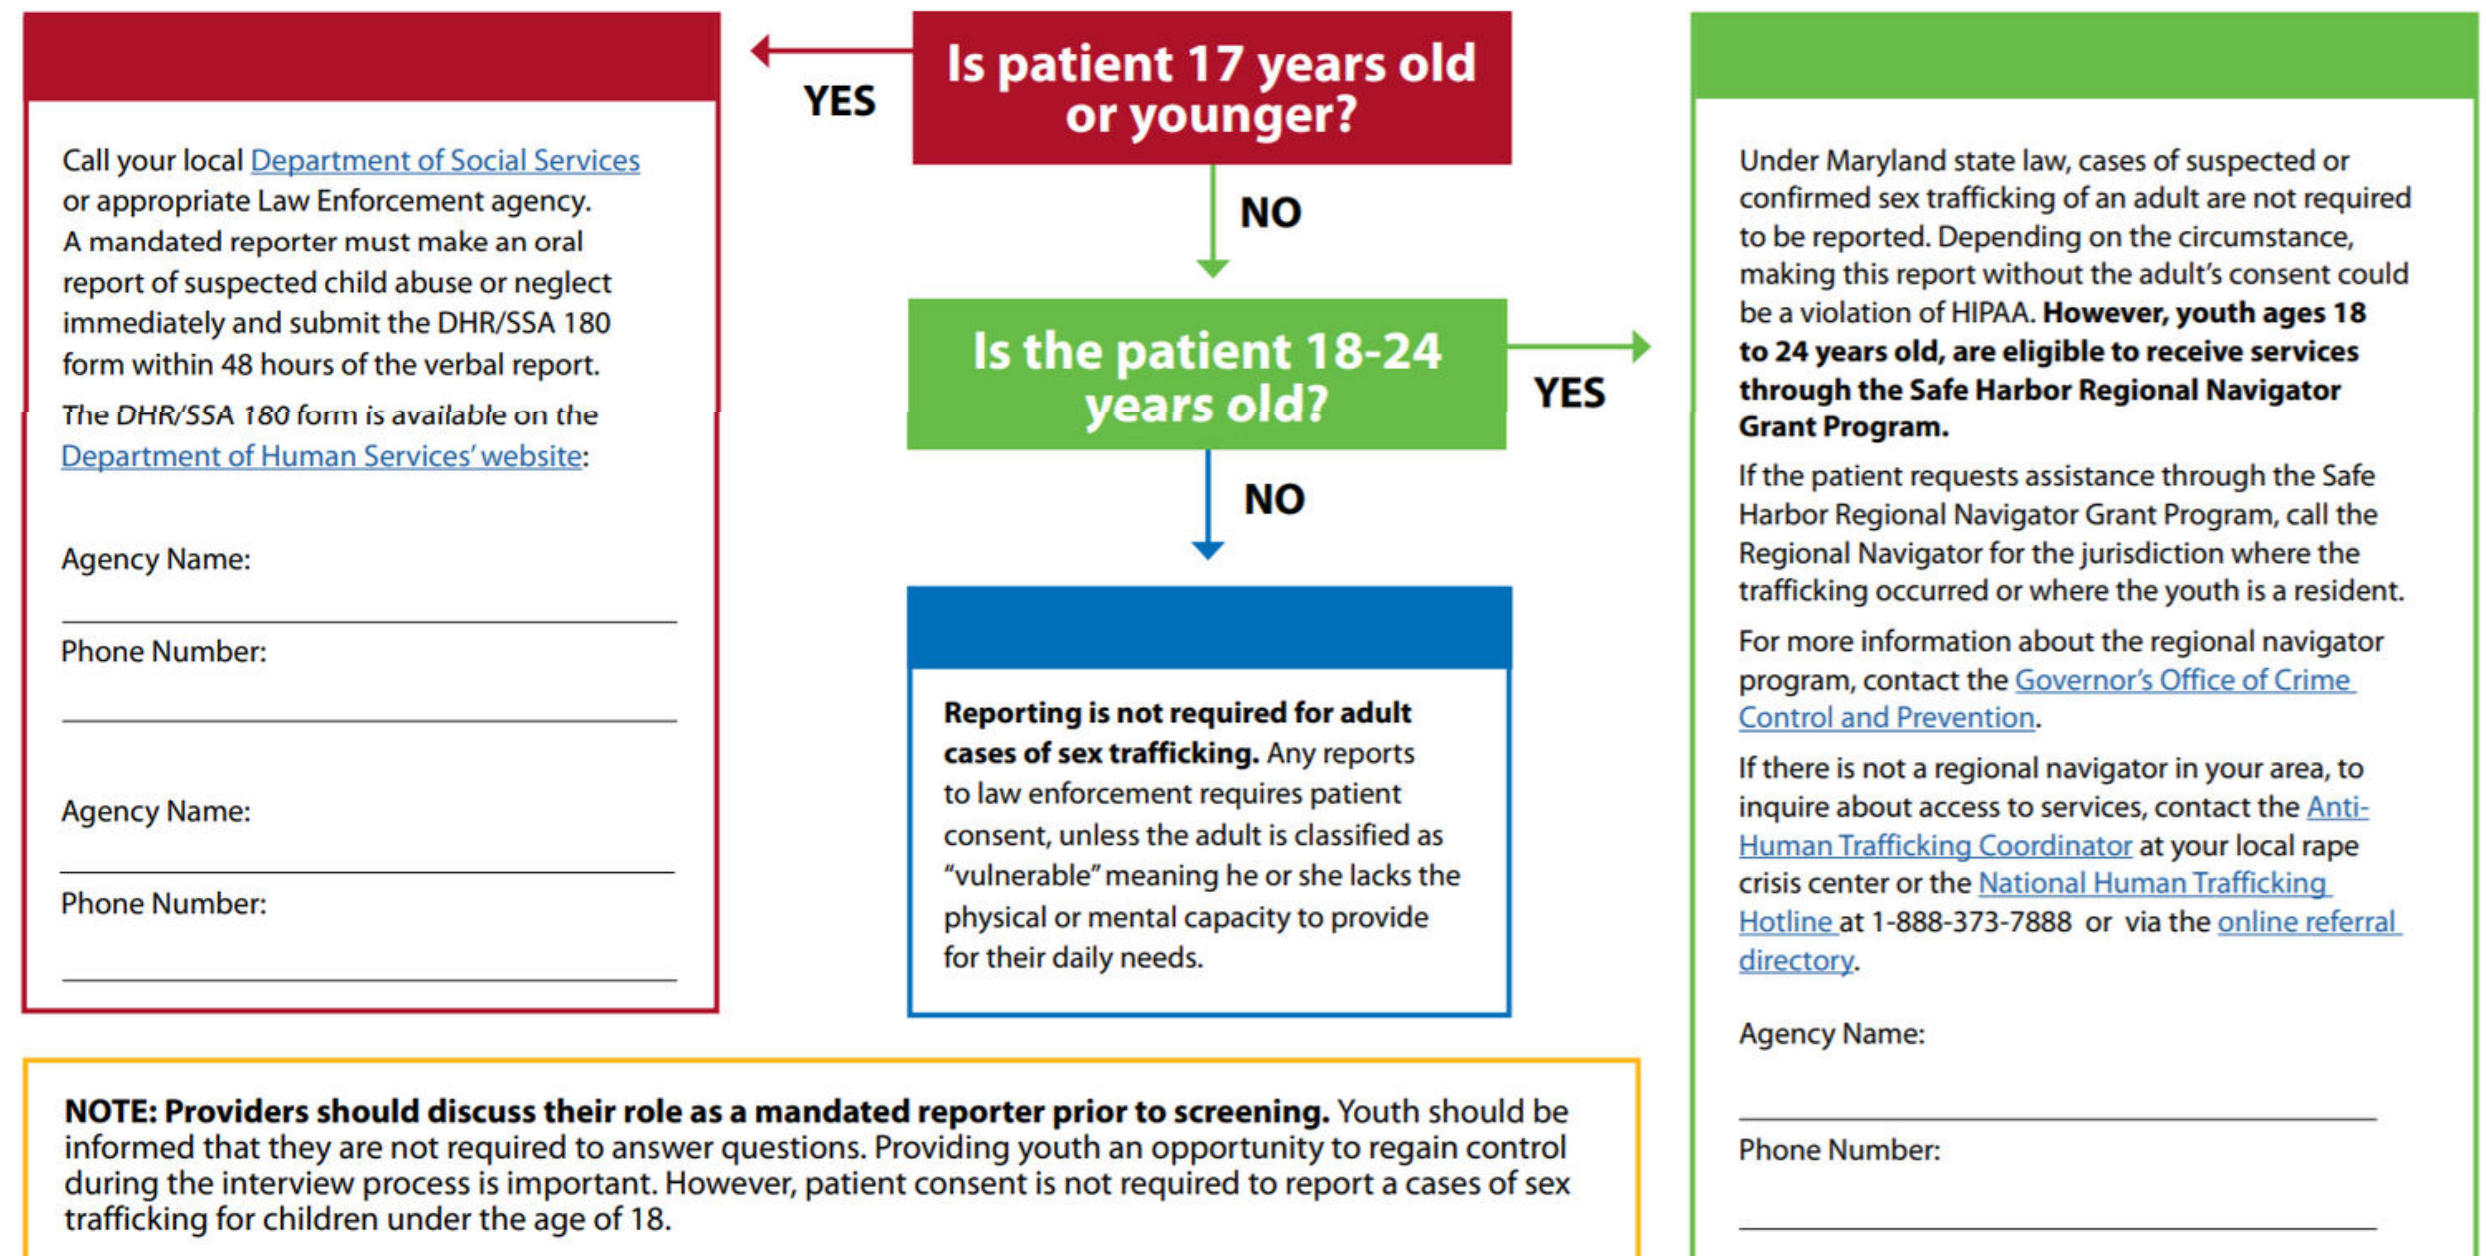 Is patient 17 years old
or younger?
YES
NO
Call your local Department of Social Services
or appropriate Law Enforcement agency.
A mandated reporter must make an oral
report of suspected child abuse or neglect
immediately and submit the DHR/SSA 180
form within 48 hours of the verbal report.
The DHR/SSA 180 form is available on the
Department of Human Services' website:
Agency Name:
Phone Number:
Agency Name:
Phone Number:
Is the patient 18-24
years old?
YES
NO
Reporting is not required for adult
cases of sex trafficking. Any reports
to law enforcement requires patient
consent, unless the adult is classified as
"vulnerable" meaning he or she lacks the
physical or mental capacity to provide
for their daily needs.
Under Maryland state law, cases of suspected or
confirmed sex trafficking of an adult are not required
to be reported. Depending on the circumstance,
making this report without the adult's consent could
be a violation of HIPAA. However, youth ages 18
to 24 years old, are eligible to receive services
through the Safe Harbor Regional Navigator
Grant Program.
If the patient requests assistance through the Safe
Harbor Regional Navigator Grant Program, call the
Regional Navigator for the jurisdiction where the
trafficking occurred or where the youth is a resident.
For more information about the regional navigator
program, contact the Governor's Office of Crime
Control and Prevention.
If there is not a regional navigator in your area, to
inquire about access to services, contact the Anti-
Human Trafficking Coordinator at your local rape
crisis center or the National Human Trafficking
Hotline at 1-888-373-7888 or via the online referral
directory.
Agency Name:
Phone Number:
NOTE: Providers should discuss their role as a mandated reporter prior to screening. Youth should be
informed that they are not required to answer questions. Providing youth an opportunity to regain control
during the interview process is important. However, patient consent is not required to report a cases of sex
trafficking for children under the age of 18.